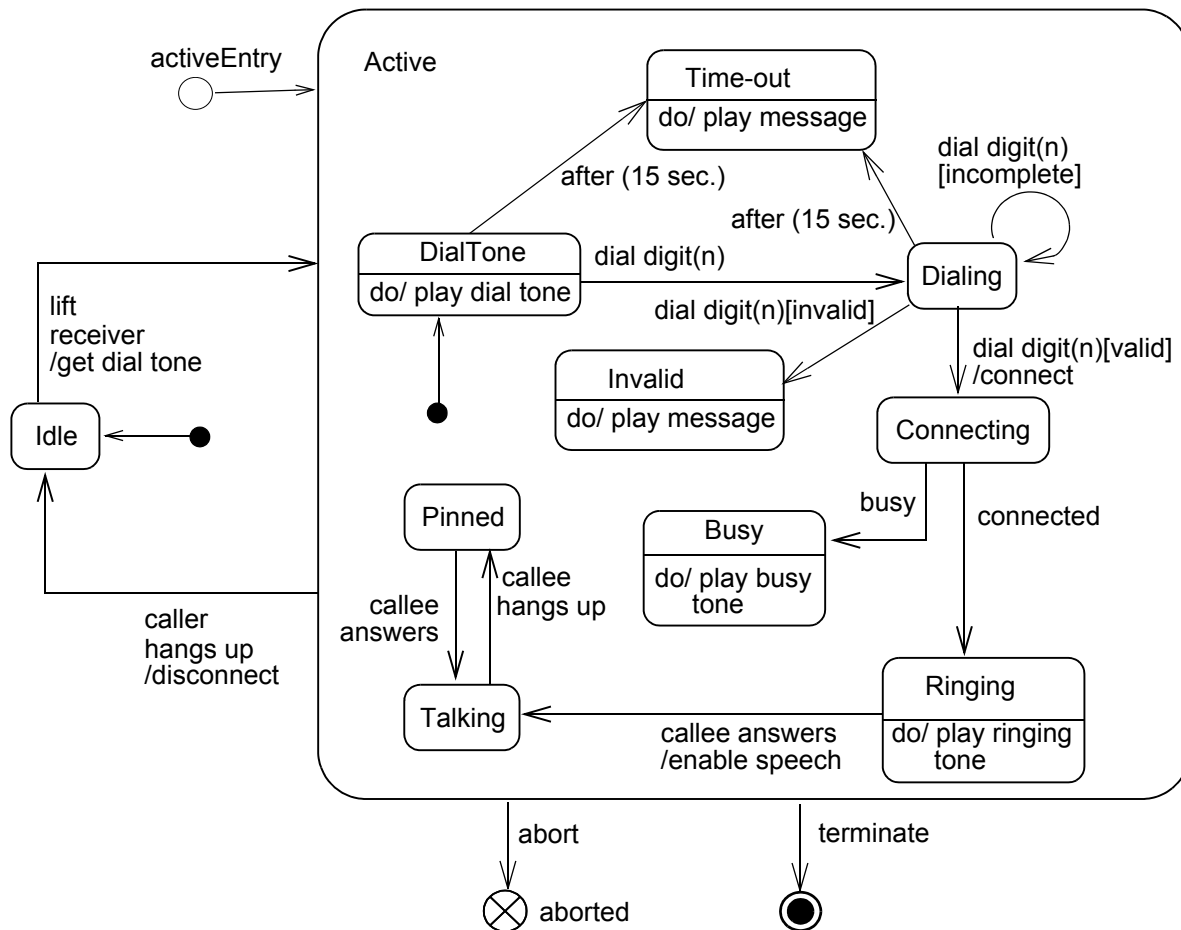 activeEntry
Active
Time-out
do/ play message
dial digit(n)
[incomplete]
after (15 sec.)
after (15 sec.)
DialTone
do/ play dial tone
dial digit(n)
Dialing
lift
receiver
/get dial tone
dial digit(n)[invalid]
dial digit(n)[valid]
/connect
Invalid
do/ play message
Idle
Connecting
Pinned
busy
connected
Busy
do/ play busy
tone
callee
hangs up
callee
answers
caller
hangs up
/disconnect
Talking
callee answers
/enable speech
Ringing
do/ play ringing
tone
abort
terminate
aborted